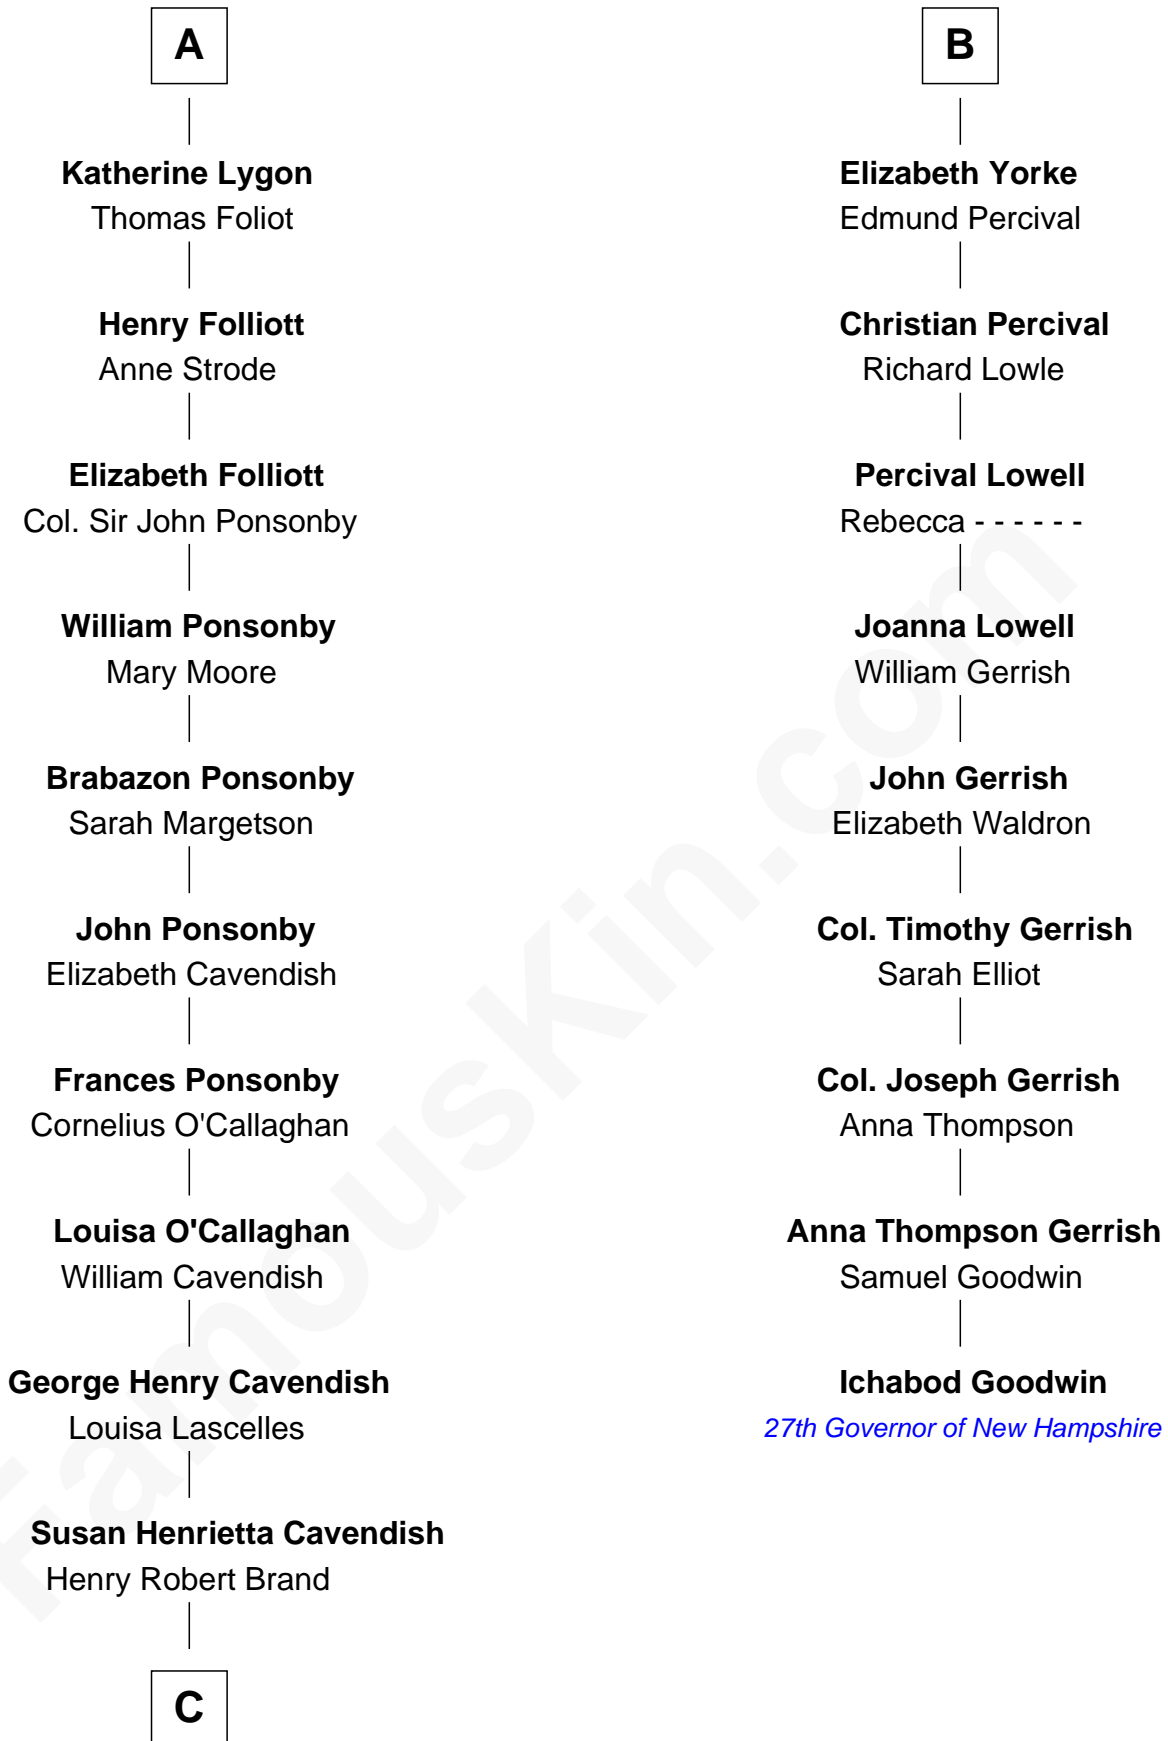 A
Katherine Lygon
Thomas Foliot
Henry Folliott
Anne Strode
Elizabeth Folliott
Col. Sir John Ponsonby
William Ponsonby
Mary Moore
Brabazon Ponsonby
Sarah Margetson
John Ponsonby
Elizabeth Cavendish
Frances Ponsonby
Cornelius O'Callaghan
Louisa O'Callaghan
William Cavendish
George Henry Cavendish
Louisa Lascelles
Susan Henrietta Cavendish
Henry Robert Brand
C
B
Elizabeth Yorke
Edmund Percival
Christian Percival
Richard Lowle
Percival Lowell
Rebecca - - - - - -
Joanna Lowell
William Gerrish
John Gerrish
Elizabeth Waldron
Col. Timothy Gerrish
Sarah Elliot
Col. Joseph Gerrish
Anna Thompson
Anna Thompson Gerrish
Samuel Goodwin
Ichabod Goodwin
27th Governor of New Hampshire
FamousKin.com